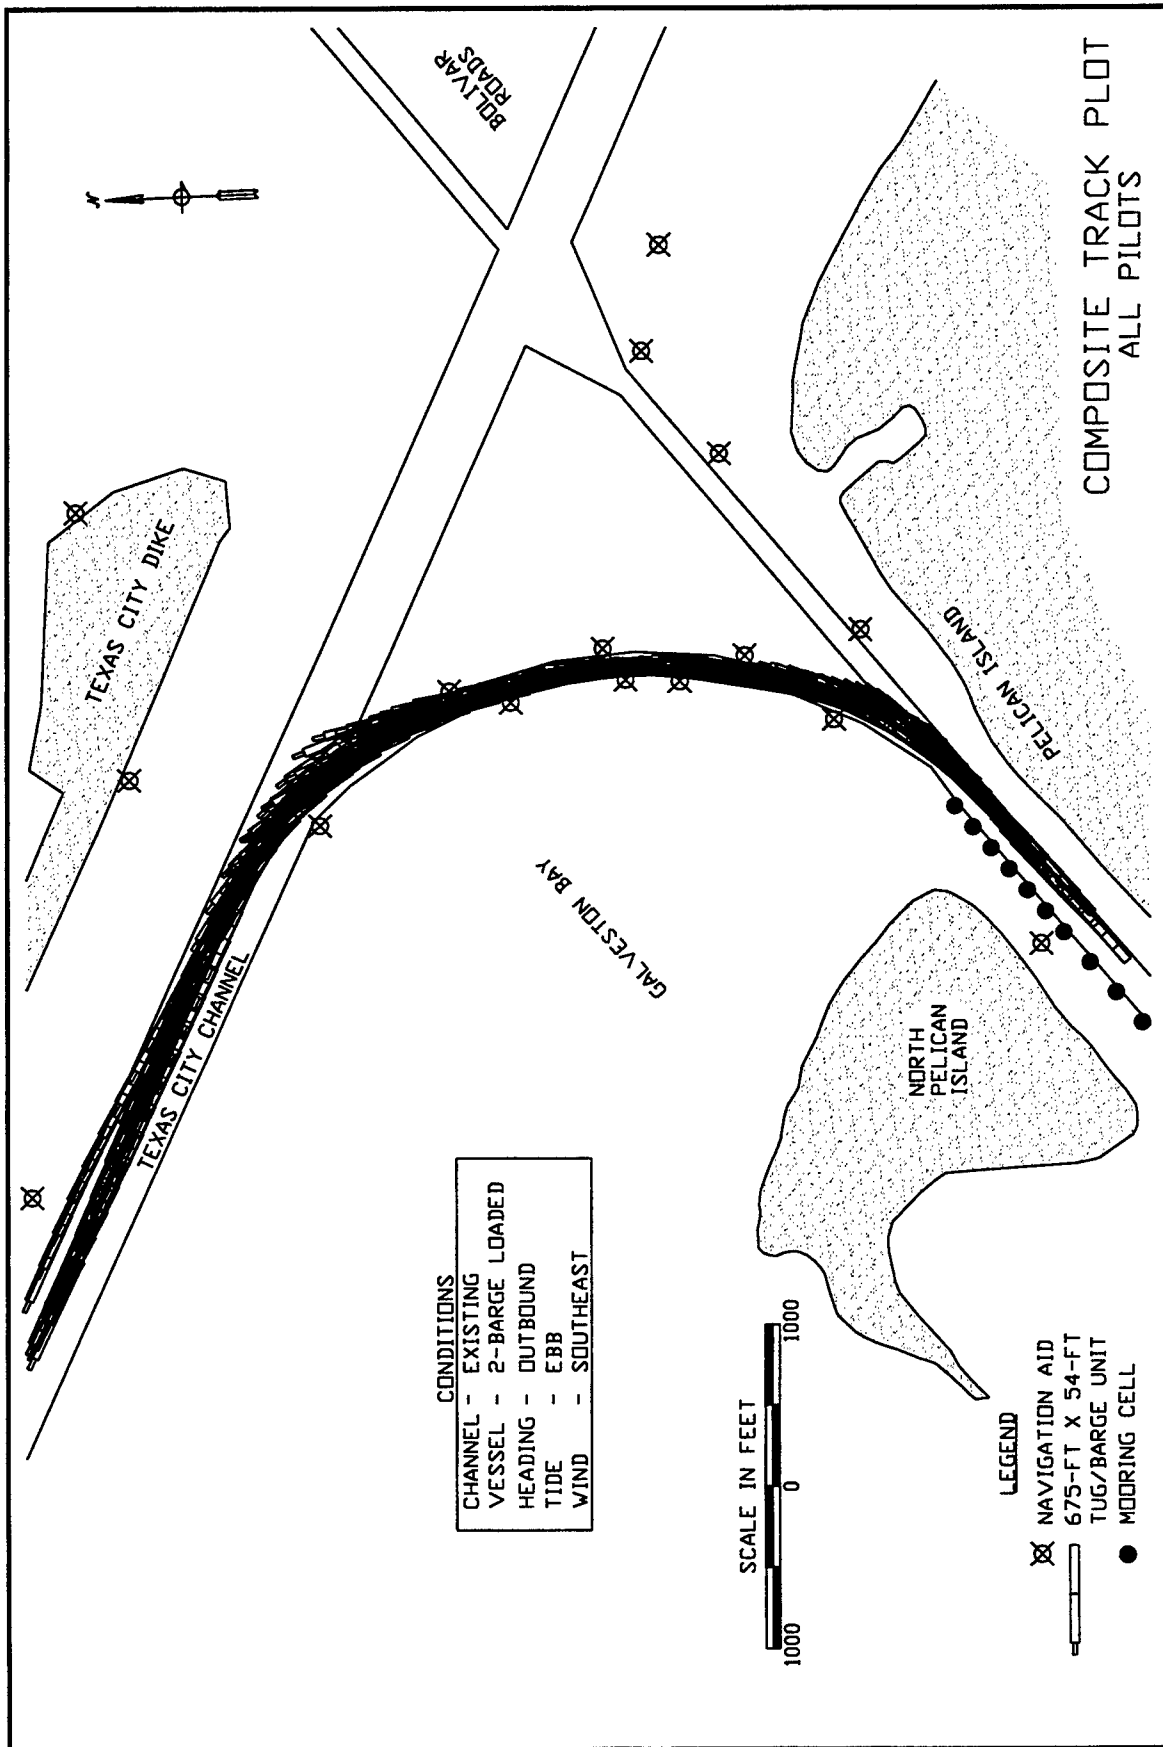 N
BOLIVAR
ROADS
TEXAS CITY DIKE
TEXAS CITY CHANNEL
GALVESTON BAY
PELICAN ISLAND
NORTH
PELICAN
ISLAND
CONDITIONS
CHANNEL - EXISTING
VESSEL - 2-BARGE LOADED
HEADING - OUTBOUND
TIDE - EBB
WIND - SOUTHEAST
SCALE IN FEET
1000 0 1000
LEGEND
NAVIGATION AID
675-FT X 54-FT
TUG/BARGE UNIT
MOORING CELL
COMPOSITE TRACK PLOT
ALL PILOTS